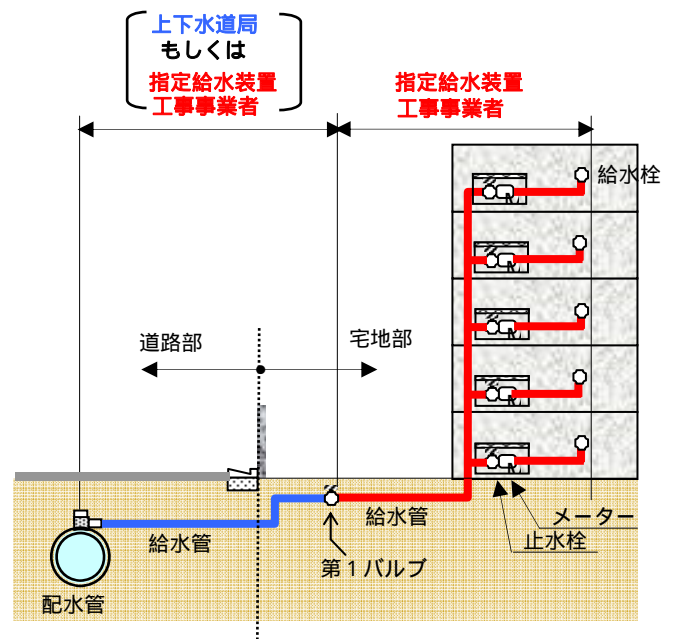 上下水道局
もしくは
指定給水装置
工事事業者
指定給水装置
工事事業者
給水栓
道路部
宅地部
給水管
メーター
給水管
止水栓
第1バルブ
配水管